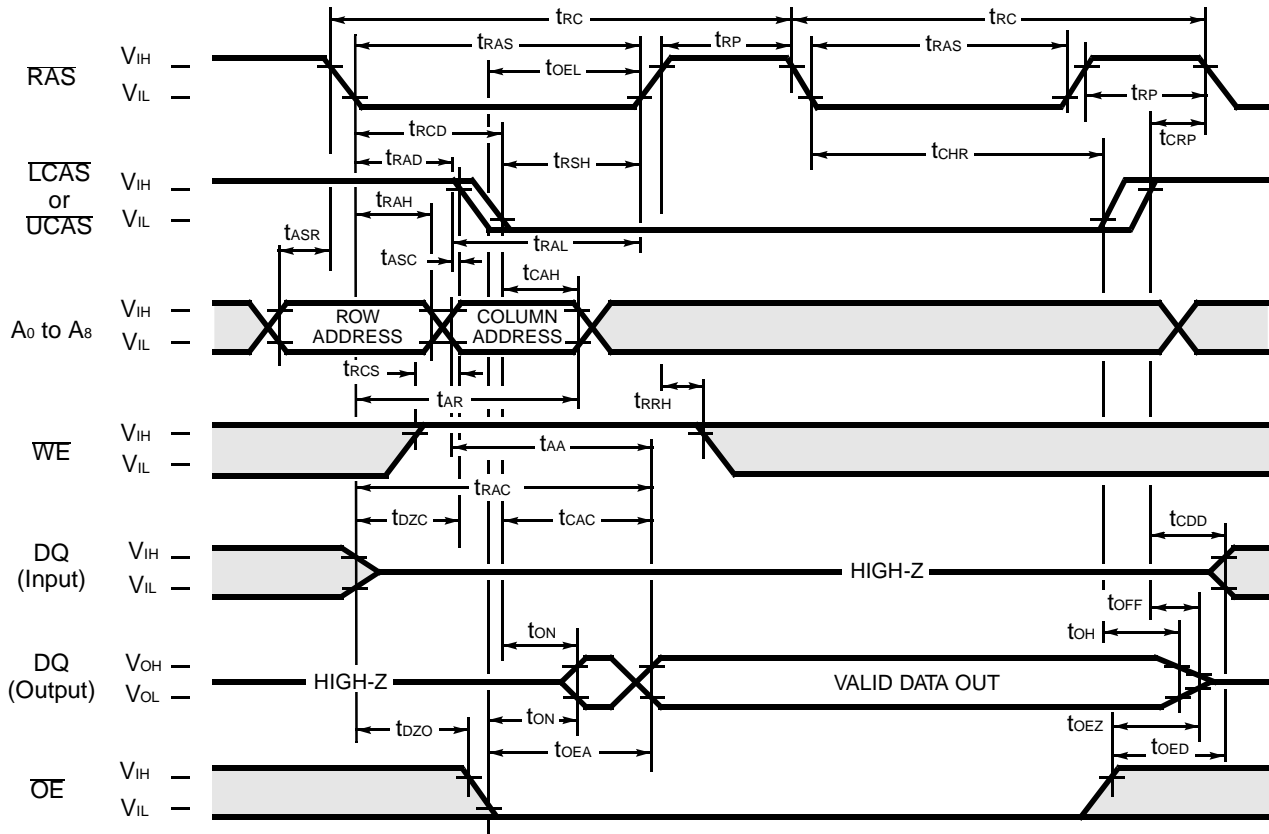 tRC tRC
tRAS tRP tRAS
VIH
RAS
VIL
tOEL
tRP
tRCD
tCRP
tRAD tRSH tCHR
LCAS
or
UCAS
VIH
VIL
tRAH
tASR
tRAL
tASC
tCAH
A0 to A8
VIH
VIL
ROW
ADDRESS
COLUMN
ADDRESS
tRCS
tAR
tRRH
WE
VIH
VIL
tAA
tRAC
tDZC tCAC
tCDD
DQ
(Input)
VIH
VIL
HIGH-Z
tOFF
tOH
tON
DQ
(Output)
VOH
VOL
HIGH-Z
VALID DATA OUT
tON
tOEZ
tDZO
tOEA
tOED
OE
VIH
VIL